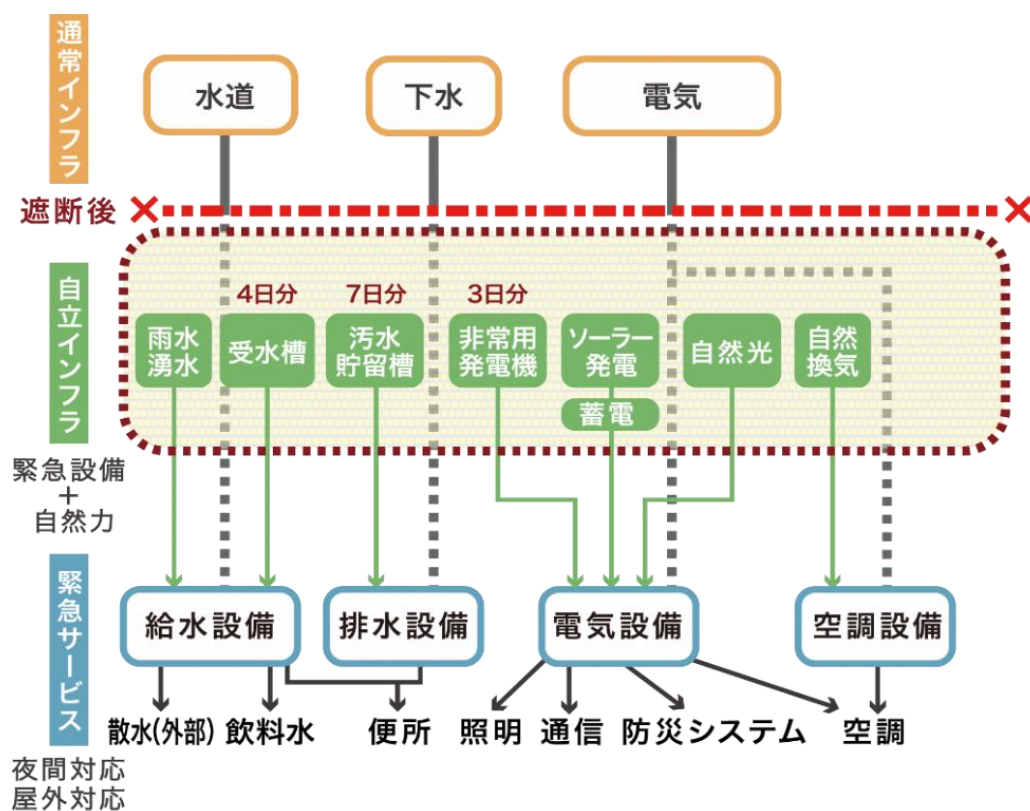 通常インフラ
水道
下水
電気
遮断後
自立インフラ
4日分
7日分
3日分
雨水
湧水
受水槽
汚水
貯留槽
非常用
発電機
ソーラー
発電
蓄電
自然光
自然
換気
緊急設備
+
自然力
緊急サービス
給水設備
排水設備
電気設備
空調設備
散水(外部)
飲料水
便所
照明
通信
防災システム
空調
夜間対応
屋外対応